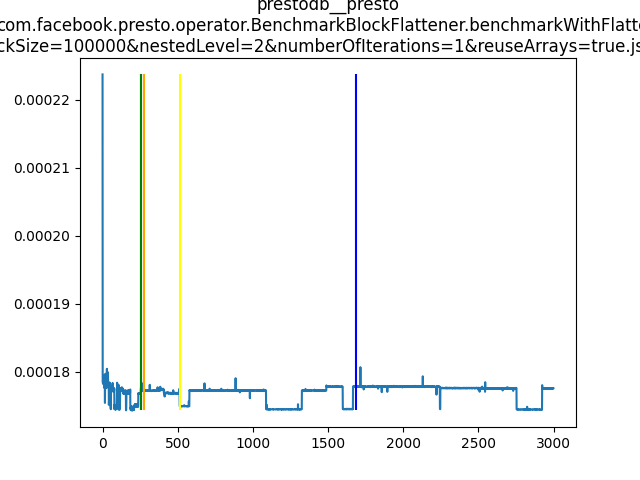 prestodb__presto
com.facebook.presto.operator.BenchmarkBlockFlattener.benchmarkWithFlatte
ckSize=100000&nestedLevel=2&numberOfIterations=1&reuseArrays=true.js
0.00022
0.00021
0.00020
0.00019
0.00018
0 500 1000 1500 2000 2500 3000